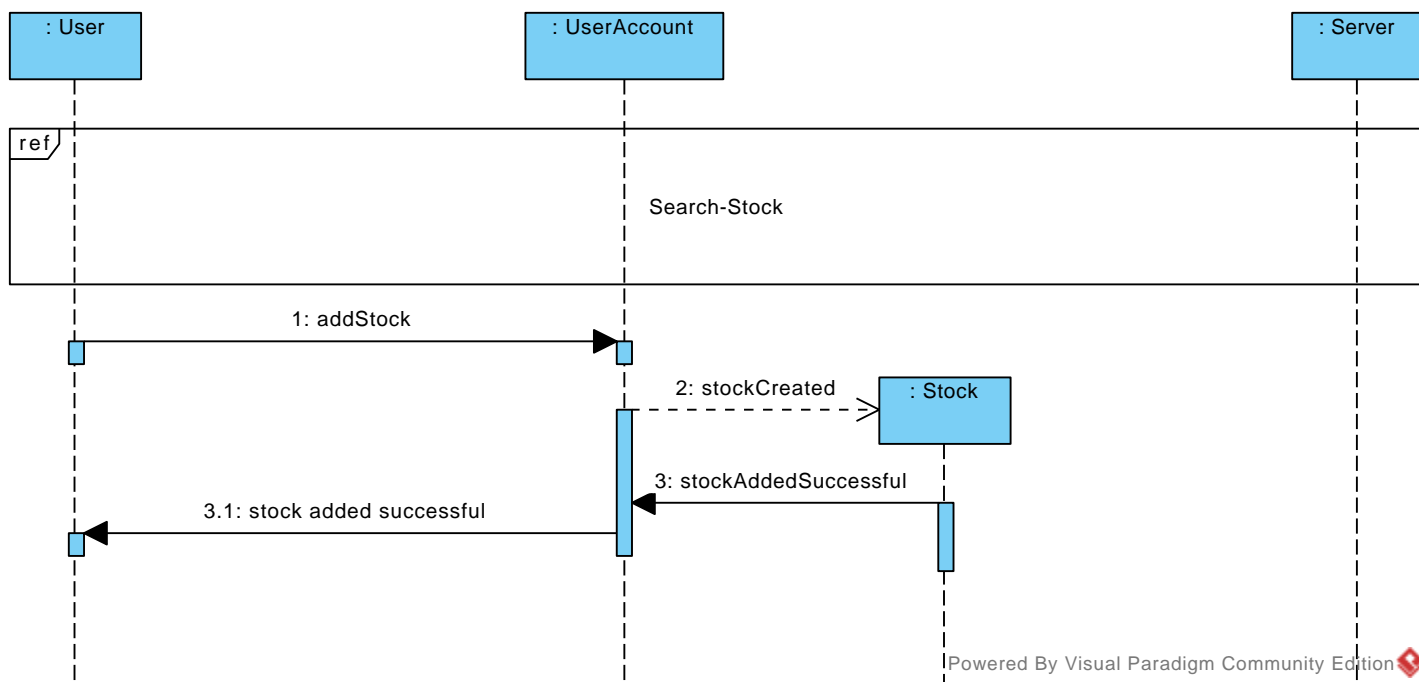 : User
: UserAccount
: Server
ref
Search-Stock
1: addStock
2: stockCreated
: Stock
3: stockAddedSuccessful
3.1: stock added successful
Powered By Visual Paradigm Community Edition